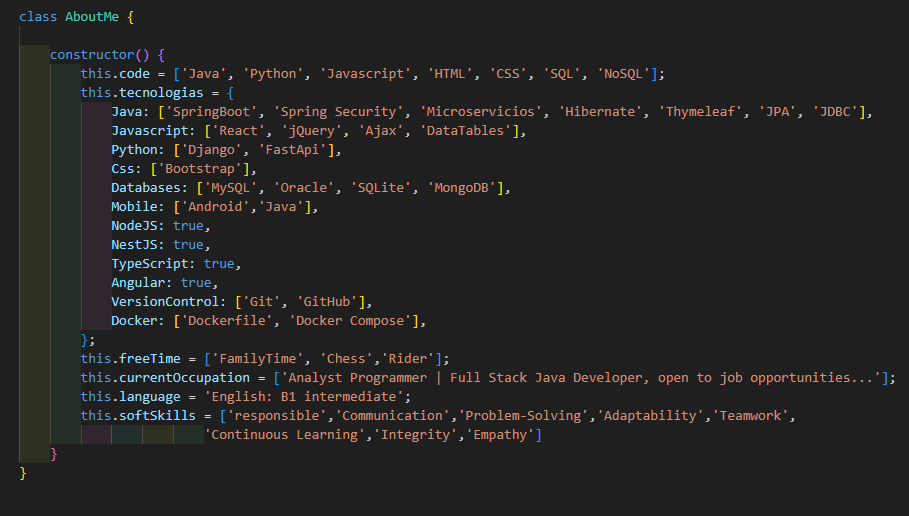 class AboutMe {
constructor() {
this.code = ['Java', 'Python', 'Javascript', 'HTML', 'CSS', 'SQL', 'NoSQL'];
this.tecnologias = {
Java: ['SpringBoot', 'Spring Security', 'Microservicios', 'Hibernate', 'Thymeleaf', 'JPA', 'JDBC'],
Javascript: ['React', 'jQuery', 'Ajax', 'DataTables'],
Python: ['Django', 'FastApi'],
Css: ['Bootstrap'],
Databases: ['MySQL', 'Oracle', 'SQLite', 'MongoDB'],
Mobile: ['Android','Java'],
NodeJS: true,
NestJS: true,
TypeScript: true,
Angular: true,
VersionControl: ['Git', 'GitHub'],
Docker: ['Dockerfile', 'Docker Compose'],
};
this.freeTime = ['FamilyTime', 'Chess','Rider'];
this.currentOccupation = ['Analyst Programmer | Full Stack Java Developer, open to job opportunities...'];
this.language = 'English: B1 intermediate';
this.softSkills = ['responsible','Communication','Problem-Solving','Adaptability','Teamwork',
'Continuous Learning','Integrity','Empathy']
}
}